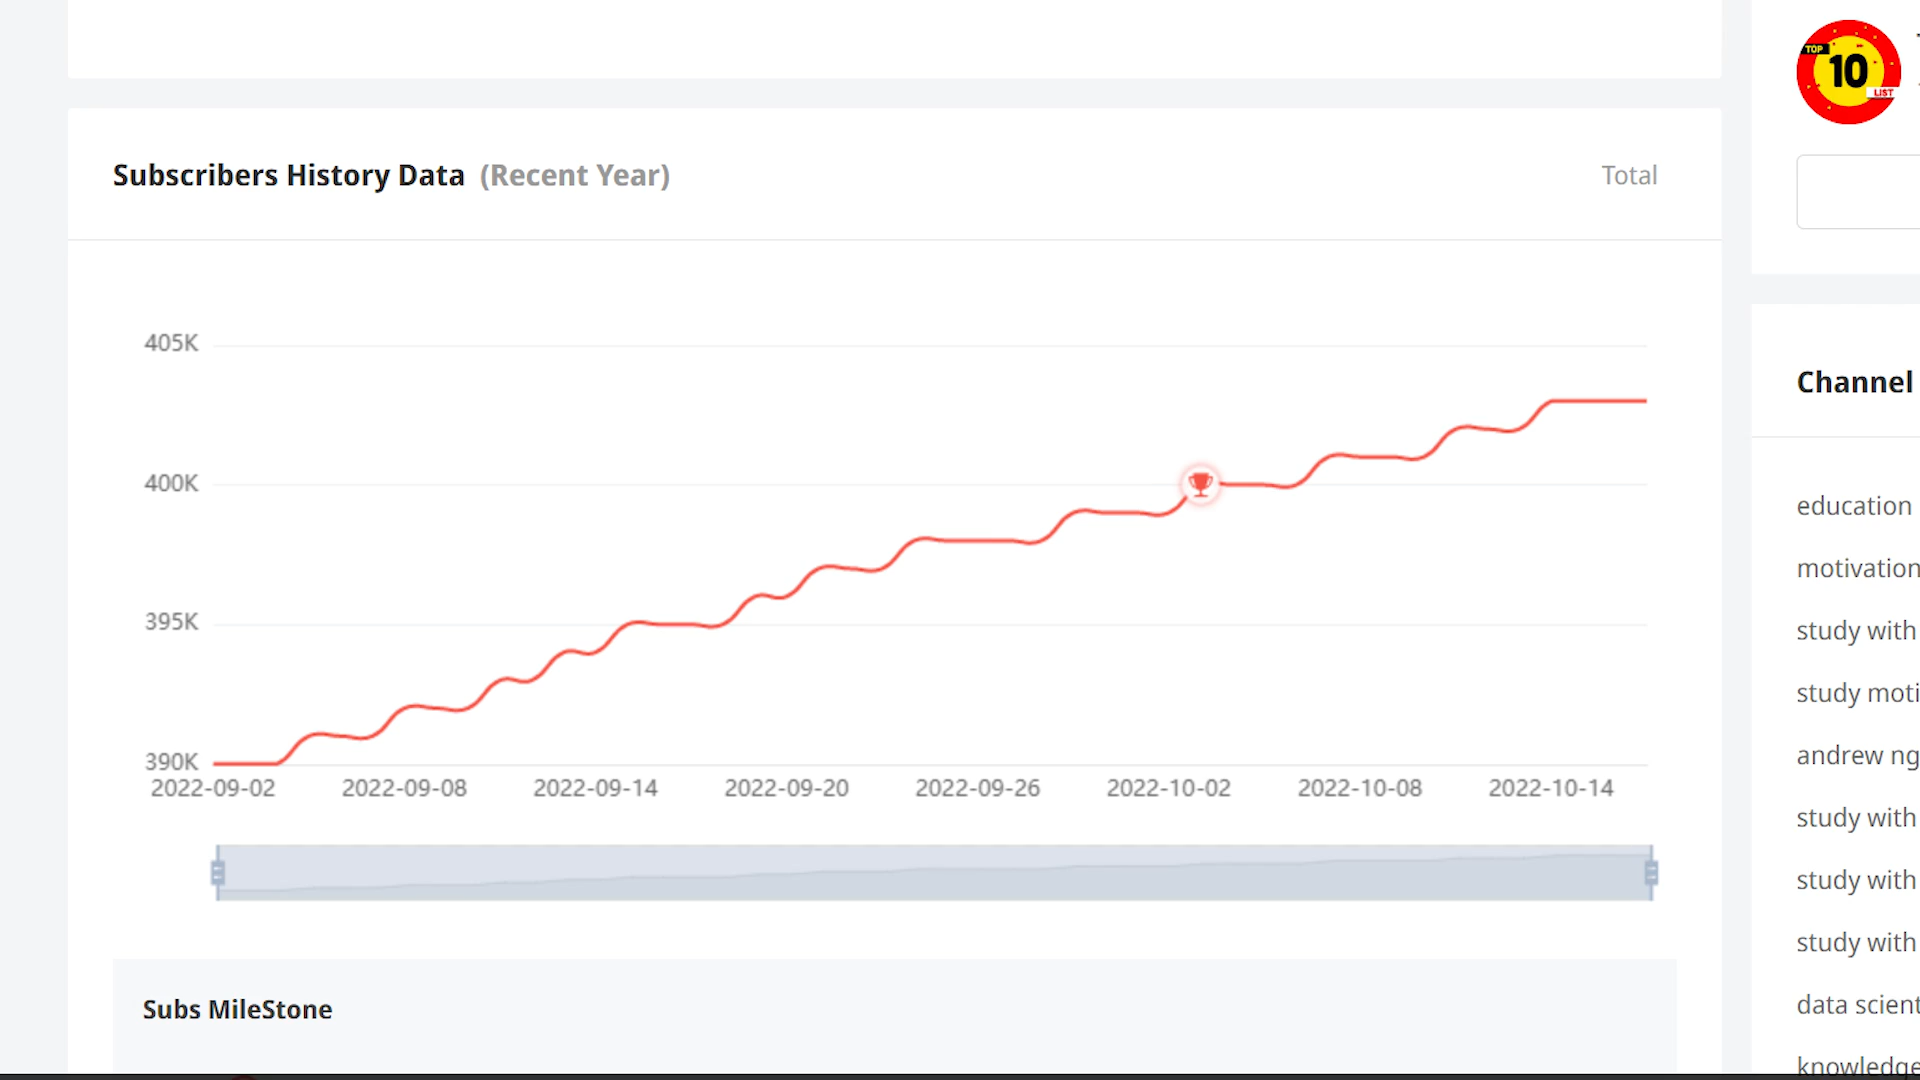 TOP
10
LIST
Subscribers History Data (Recent Year)
Total
405K
400K
395K
390K
2022-09-02 2022-09-08 2022-09-14 2022-09-20 2022-09-26 2022-10-02 2022-10-08 2022-10-14
Subs MileStone
Channel
education
motivation
study with
study moti
andrew ng
study with
study with
study with
data scient
knowledge